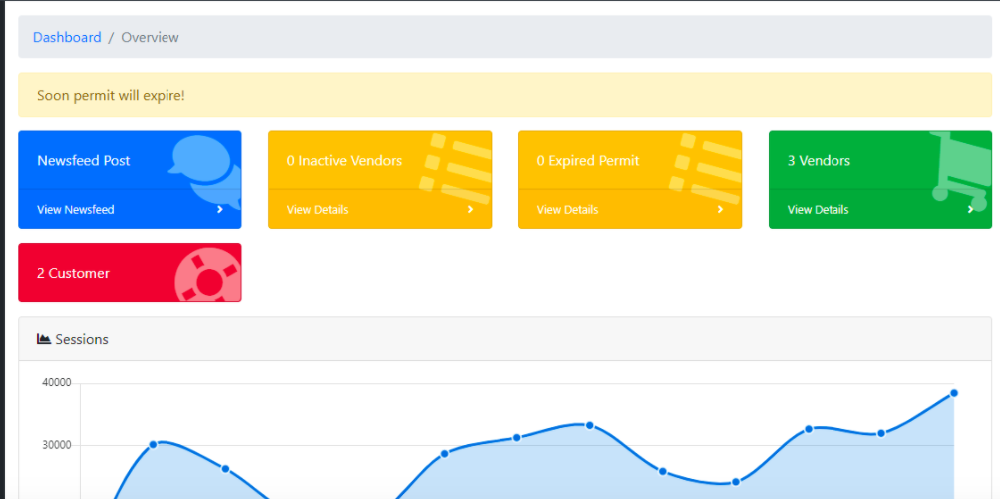 Dashboard / Overview
Soon permit will expire!
Newsfeed Post
View Newsfeed
0 Inactive Vendors
View Details
0 Expired Permit
View Details
3 Vendors
View Details
2 Customer
Sessions
40000
30000